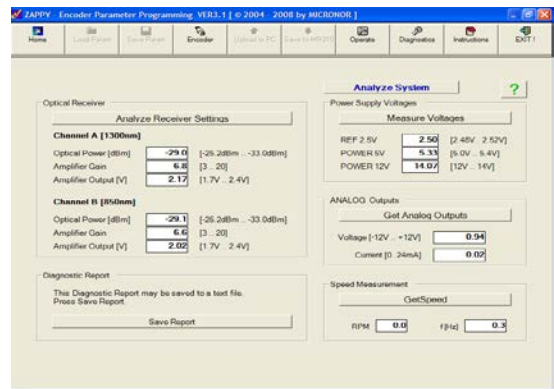 ZAPPY - Encoder Parameter Programming VER3.1 [ © 2004 - 2008 by MICRONOR ]
Home Load Param Save Param Encoder Upload to PC Save to MR310 Operate Diagnostics Instructions EXIT!
Analyze System
?
Optical Receiver
Analyze Receiver Settings
Channel A [1300nm]
Optical Power [dBm] -29.0 [-25.2dBm .. -33.0dBm]
Amplifier Gain 6.8 [3 .. 20]
Amplifier Output [V] 2.17 [1.7V .. 2.4V]
Channel B [850nm]
Optical Power [dBm] -29.1 [-25.2dBm .. -33.0dBm]
Amplifier Gain 6.6 [3 .. 20]
Amplifier Output [V] 2.02 [1.7V .. 2.4V]
Diagnostic Report
This Diagnostic Report may be saved to a text file.
Press Save Report.
Save Report
Power Supply Voltages
Measure Voltages
REF 2.5V 2.50 [2.48V .. 2.52V]
POWER 5V 5.33 [5.0V .. 5.4V]
POWER 12V 14.07 [12V .. 14V]
ANALOG Outputs
Get Analog Outputs
Voltage [-12V .. +12V] 0.94
Current [0..24mA] 0.02
Speed Measurement
GetSpeed
RPM 0.0 f [Hz] 0.3